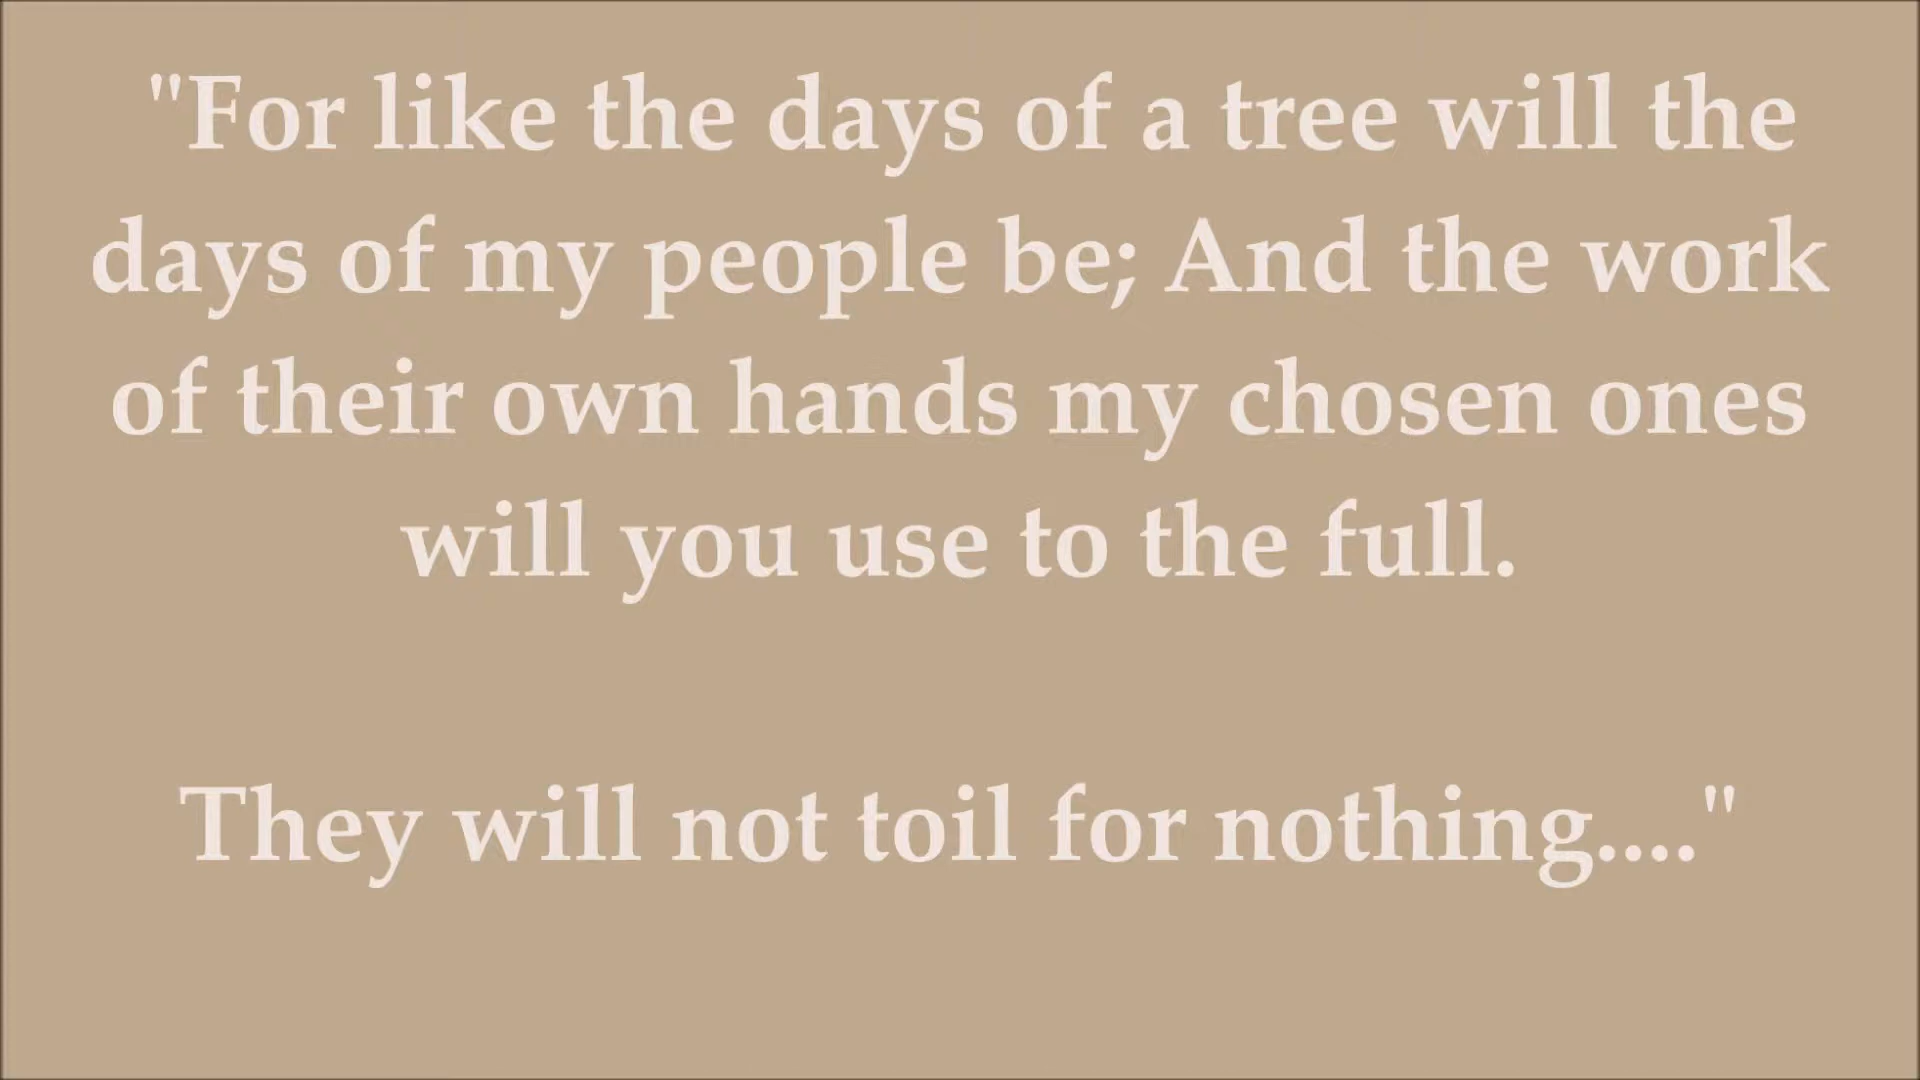 "For like the days of a tree will the
days of my people be; And the work
of their own hands my chosen ones
will you use to the full.
They will not toil for nothing...."